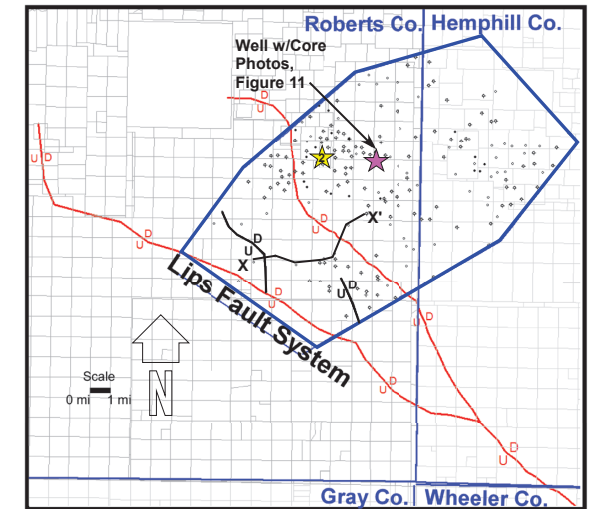 Roberts Co. Hemphill Co.
Well w/Core
Photos,
Figure 11
U D
U D
2
X'
U D
U D
X
U D
U D
U D
U D
Lips Fault System
Scale
0 mi 1 mi
N
U D
U D
U D
Gray Co. Wheeler Co.